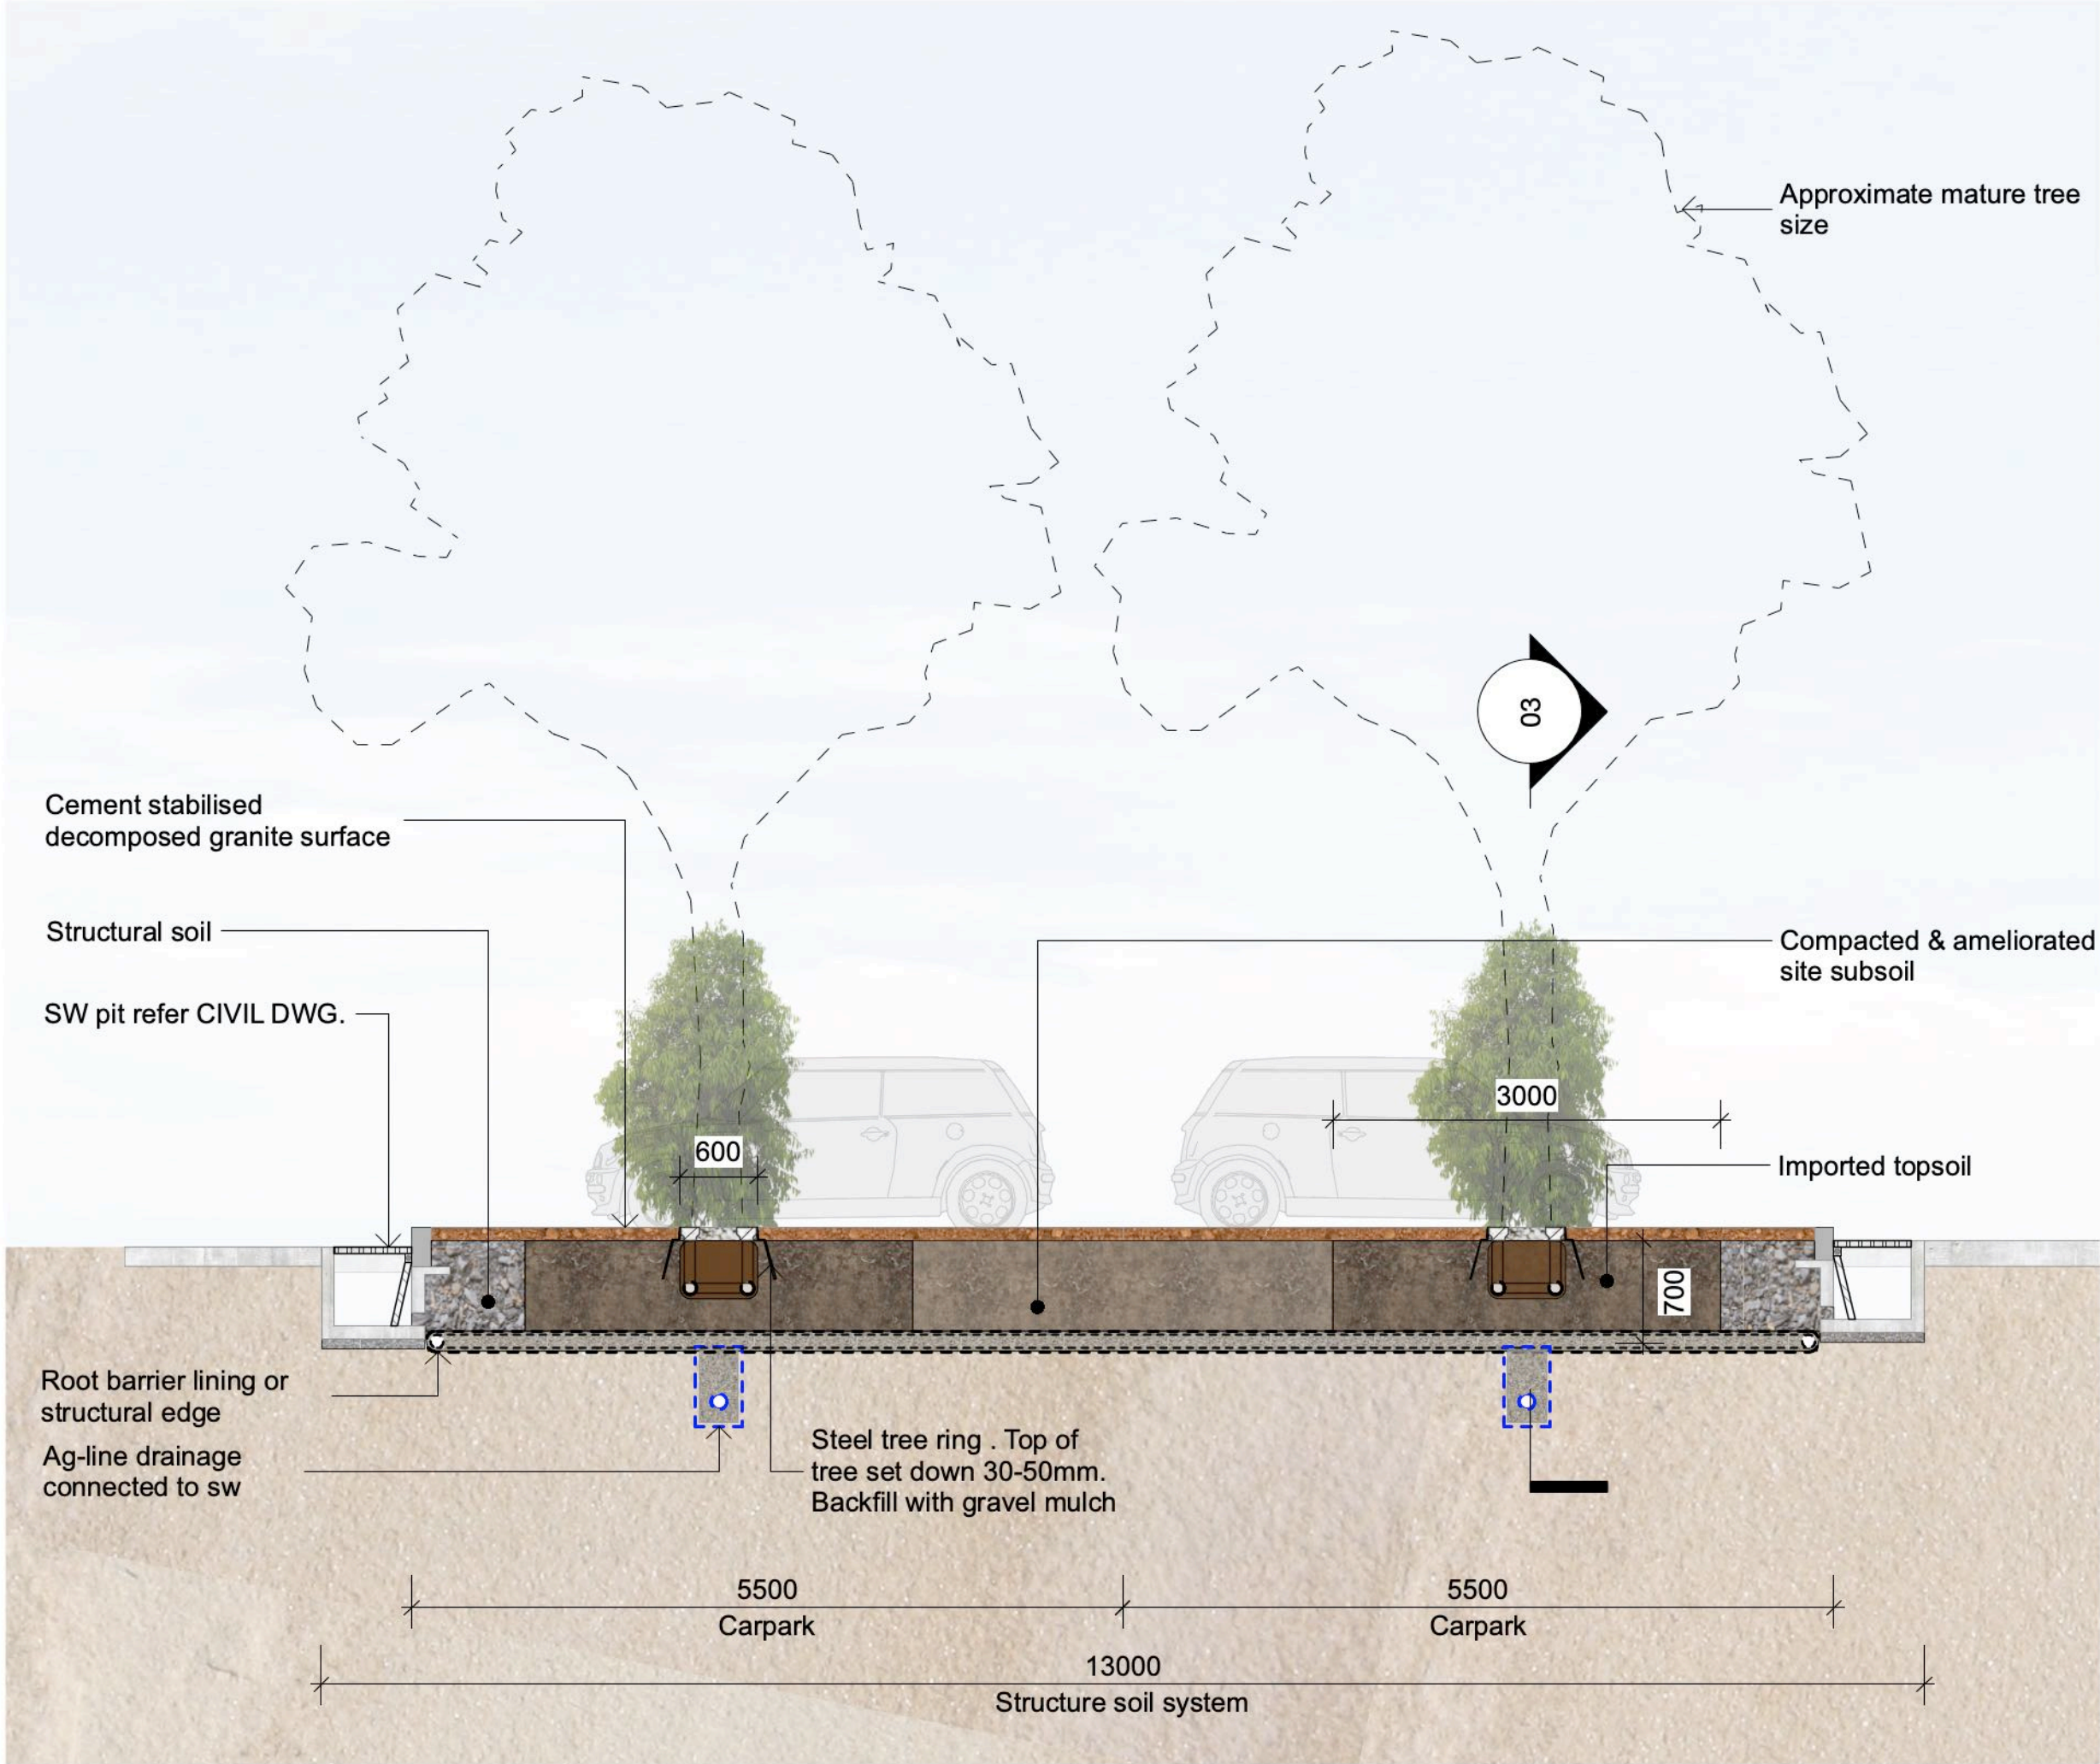 Approximate mature tree
size
03
Cement stabilised
decomposed granite surface
Structural soil
SW pit refer CIVIL DWG.
Compacted & ameliorated
site subsoil
3000
600
Imported topsoil
700
Root barrier lining or
structural edge
Ag-line drainage
connected to sw
Steel tree ring . Top of
tree set down 30-50mm.
Backfill with gravel mulch
5500
Carpark
5500
Carpark
13000
Structure soil system